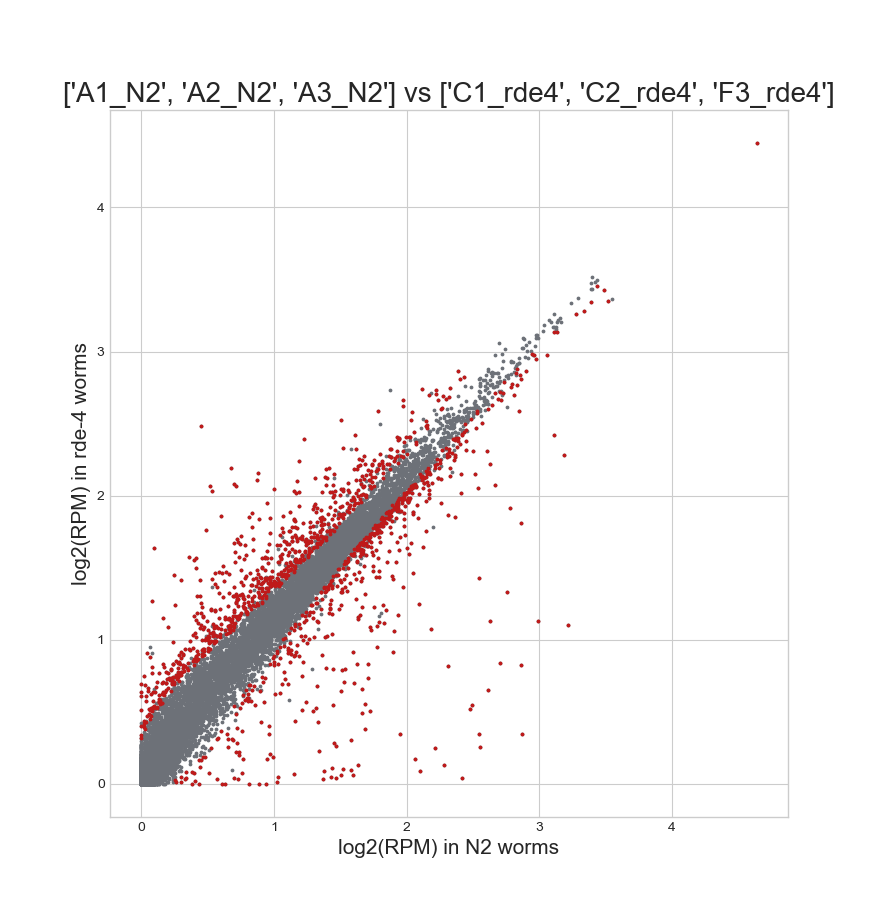 ['A1_N2', 'A2_N2', 'A3_N2'] vs ['C1_rde4', 'C2_rde4', 'F3_rde4']
log2(RPM) in rde-4 worms
4
3
2
1
0
0 1 2 3 4
log2(RPM) in N2 worms